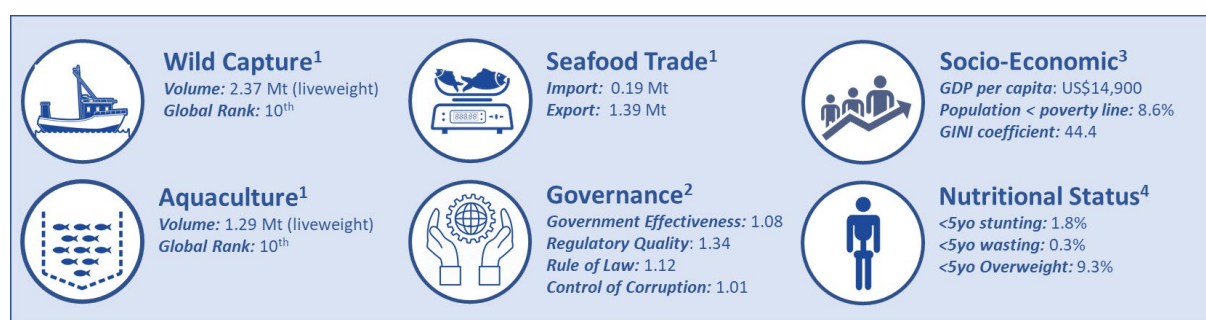 Wild Capture1
Volume: 2.37 Mt (liveweight)
Global Rank: 10th
Seafood Trade1
Import: 0.19 Mt
Export: 1.39 Mt
Socio-Economic3
GDP per capita: US$14,900
Population < poverty line: 8.6%
GINI coefficient: 44.4
Aquaculture1
Volume: 1.29 Mt (liveweight)
Global Rank: 10th
Governance2
Government Effectiveness: 1.08
Regulatory Quality: 1.34
Rule of Law: 1.12
Control of Corruption: 1.01
Nutritional Status4
<5yo stunting: 1.8%
<5yo wasting: 0.3%
<5yo Overweight: 9.3%